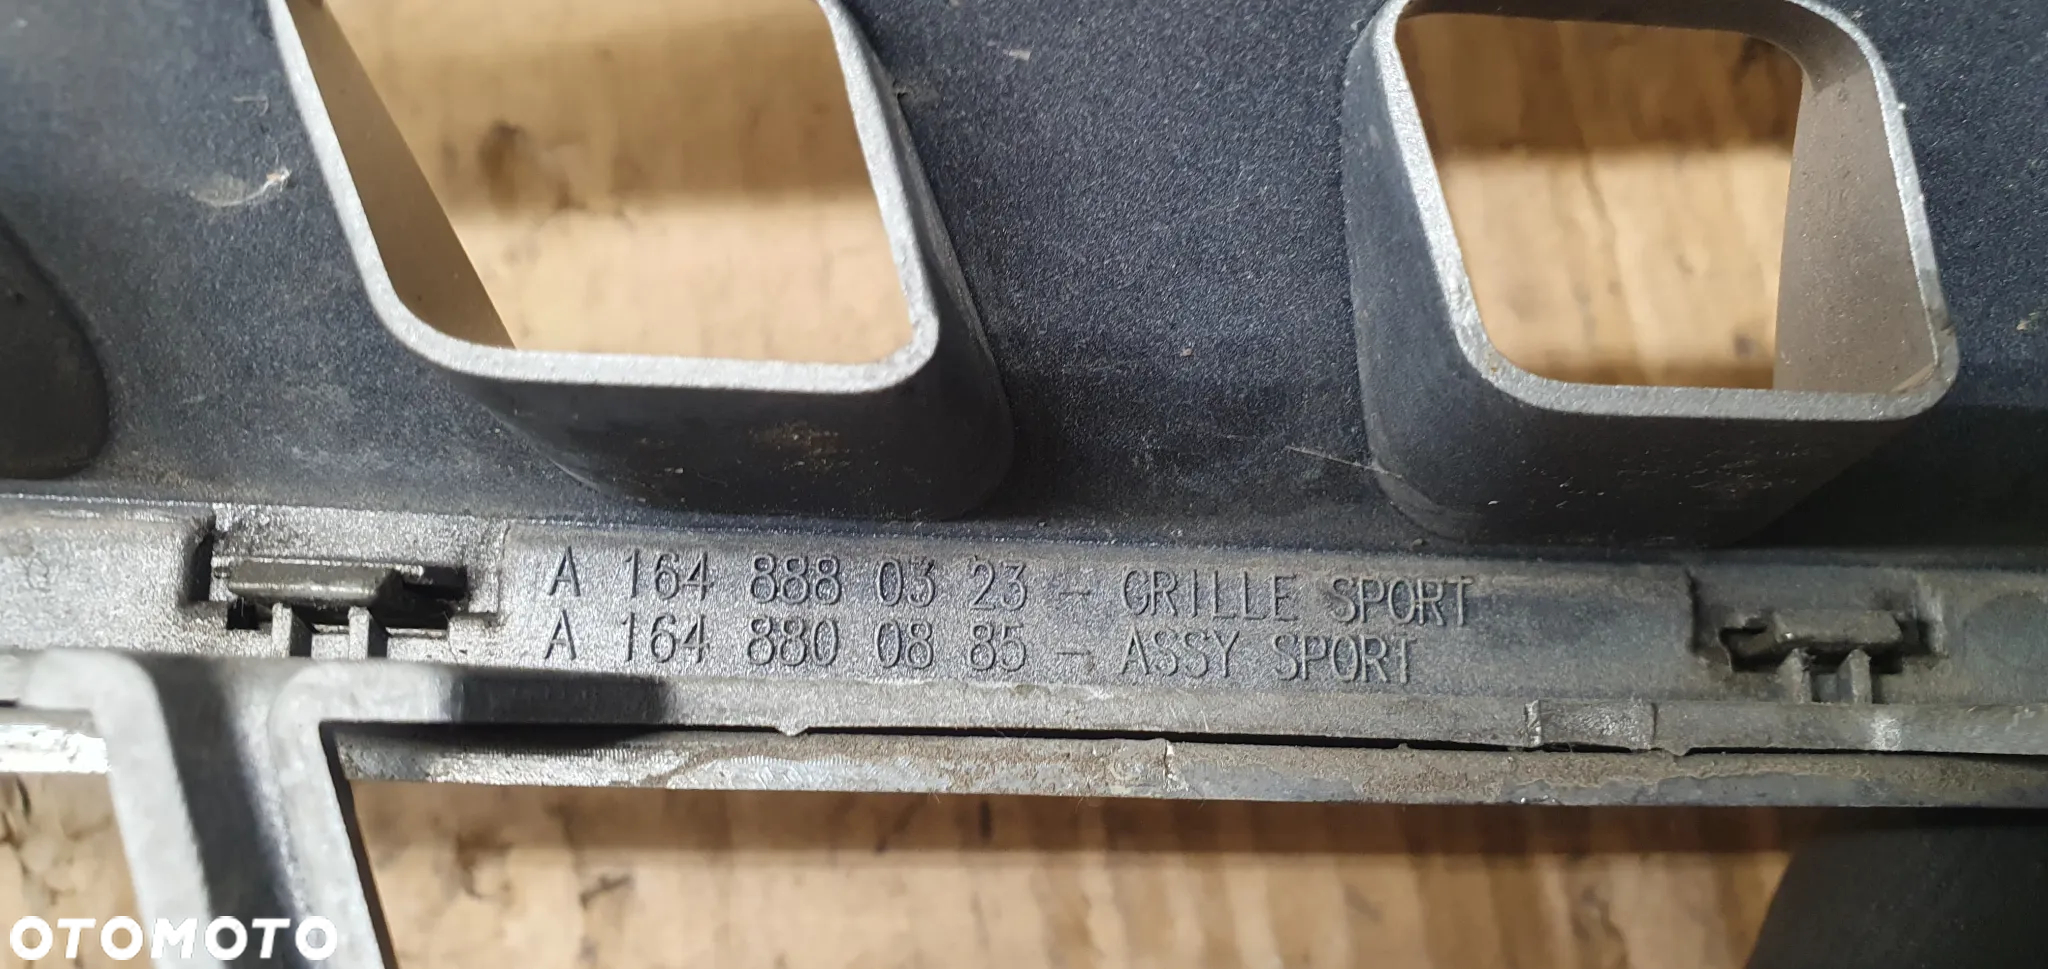 A 164 888 03 23 - GRILLE SPORT
A 164 880 08 85 - ASSY SPORT
OTOMOTO